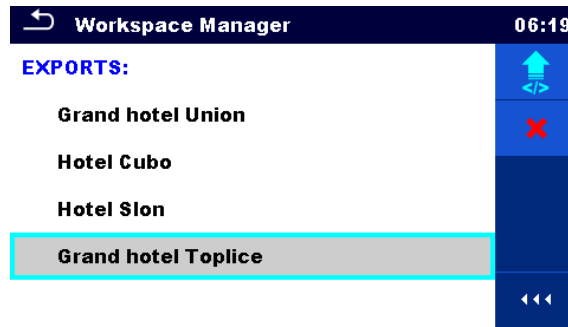 Workspace Manager 06:19
EXPORTS:
</>
Grand hotel Union
Hotel Cubo
Hotel Slon
Grand hotel Toplice